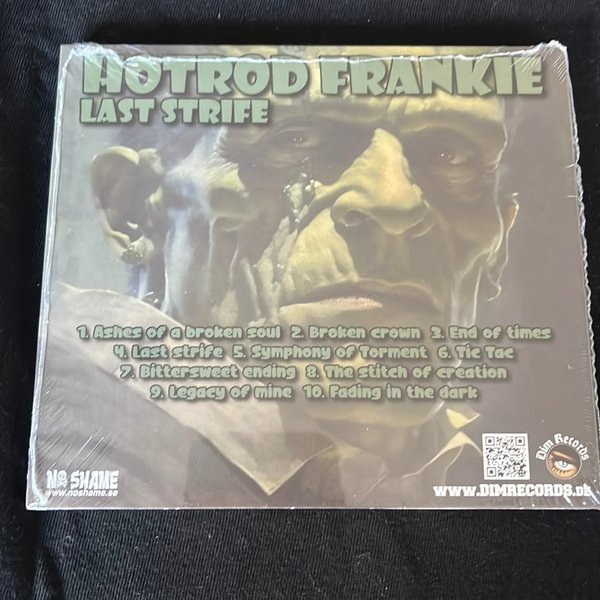 HOTROD FRANKIE
LAST STRIFE
1. Ashes of a broken soul 2. Broken crown 3. End of times
4. Last strife 5. Symphony of Torment 6. Tic Tac
7. Bittersweet ending 8. The stitch of creation
9. Legacy of mine 10. Fading in the dark
Dim Records
NO SHAME
www.noshame.se
WWW.DIMRECORDS.DE